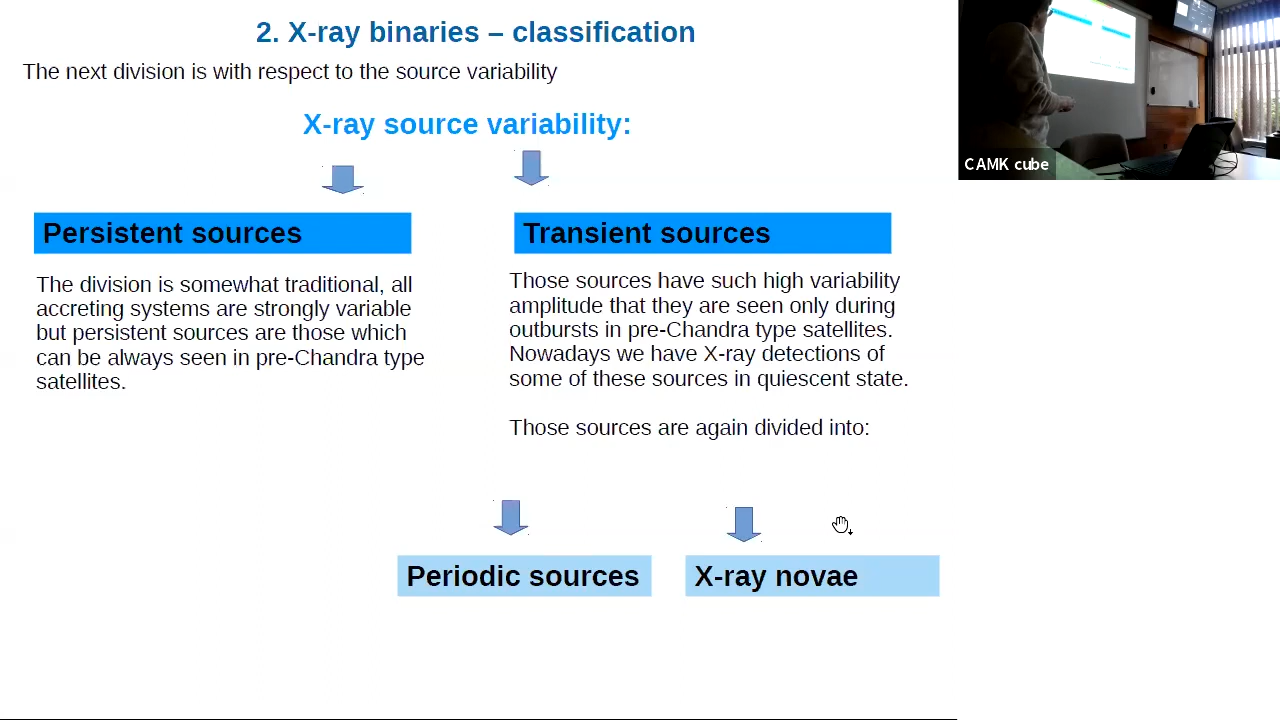 2. X-ray binaries – classification
The next division is with respect to the source variability
X-ray source variability:
Persistent sources
The division is somewhat traditional, all
accreting systems are strongly variable
but persistent sources are those which
can be always seen in pre-Chandra type
satellites.
Transient sources
Those sources have such high variability
amplitude that they are seen only during
outbursts in pre-Chandra type satellites.
Nowadays we have X-ray detections of
some of these sources in quiescent state.
Those sources are again divided into:
Periodic sources
X-ray novae
CAMK cube